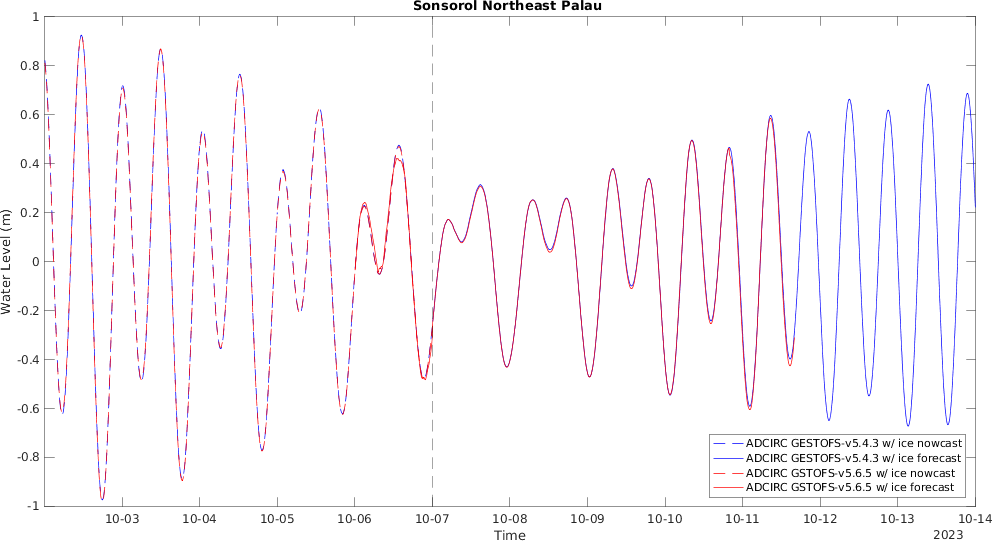 Sonsorol Northeast Palau
1
0.8
0.6
0.4
0.2
0
-0.2
-0.4
-0.6
-0.8
-1
Water Level (m)
10-03 10-04 10-05 10-06 10-07 10-08 10-09 10-10 10-11 10-12 10-13 10-14
2023
Time
ADCIRC GESTOFS-v5.4.3 w/ ice nowcast
ADCIRC GESTOFS-v5.4.3 w/ ice forecast
ADCIRC GSTOFS-v5.6.5 w/ ice nowcast
ADCIRC GSTOFS-v5.6.5 w/ ice forecast